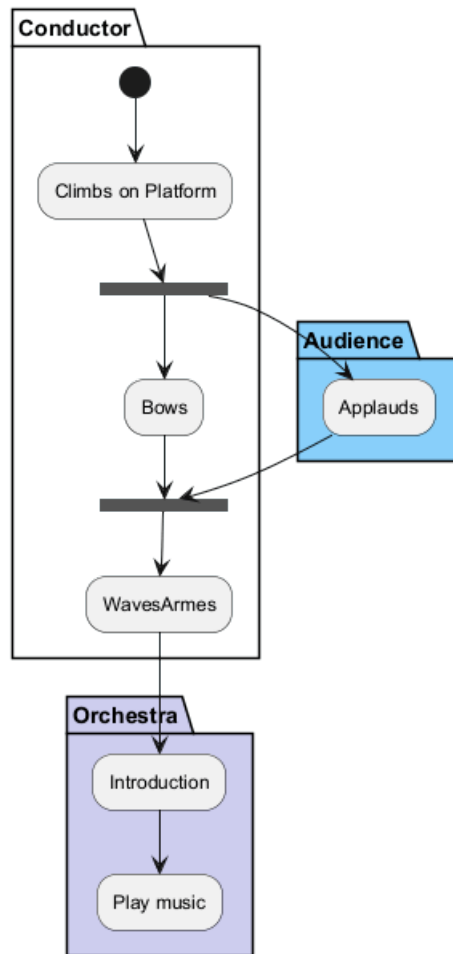 Conductor
Climbs on Platform
Audience
Bows
Applauds
WavesArmes
Orchestra
Introduction
Play music